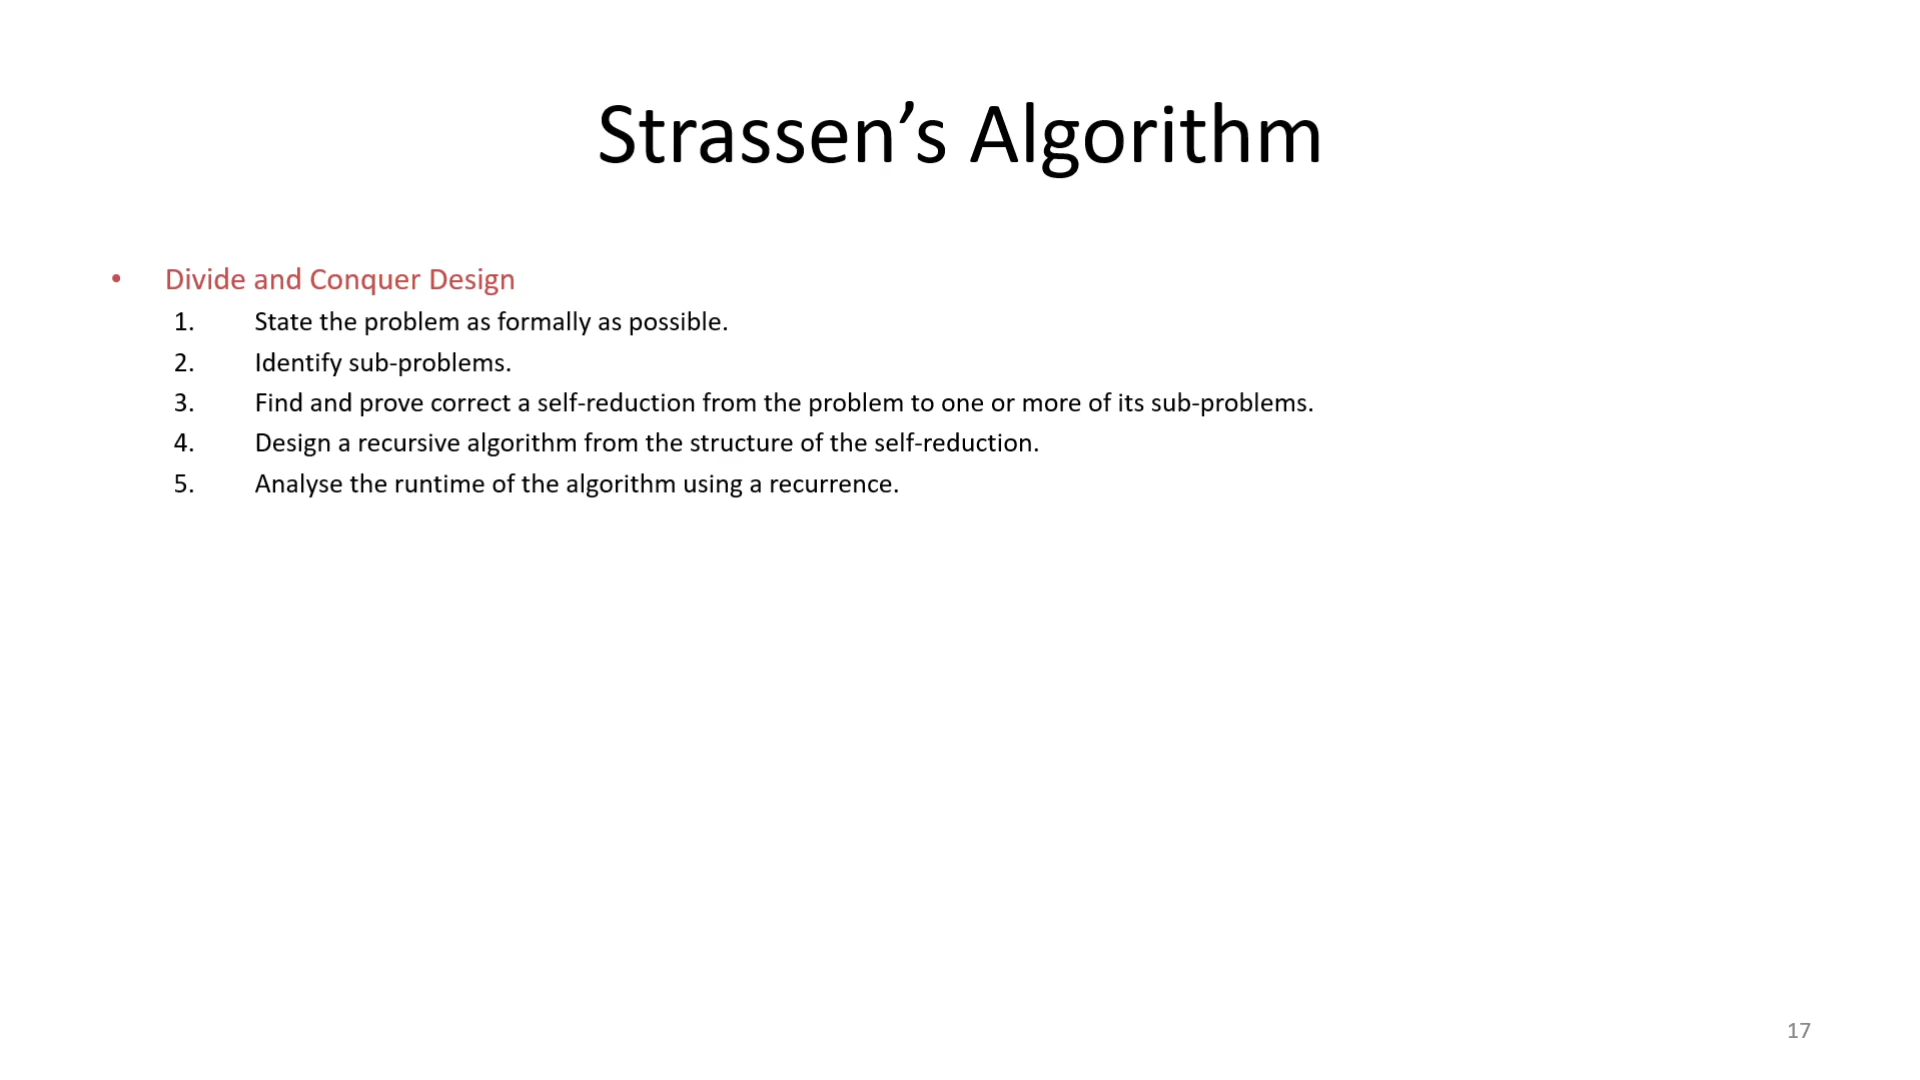 Strassen’s Algorithm
• Divide and Conquer Design
1. State the problem as formally as possible.
2. Identify sub-problems.
3. Find and prove correct a self-reduction from the problem to one or more of its sub-problems.
4. Design a recursive algorithm from the structure of the self-reduction.
5. Analyse the runtime of the algorithm using a recurrence.
17